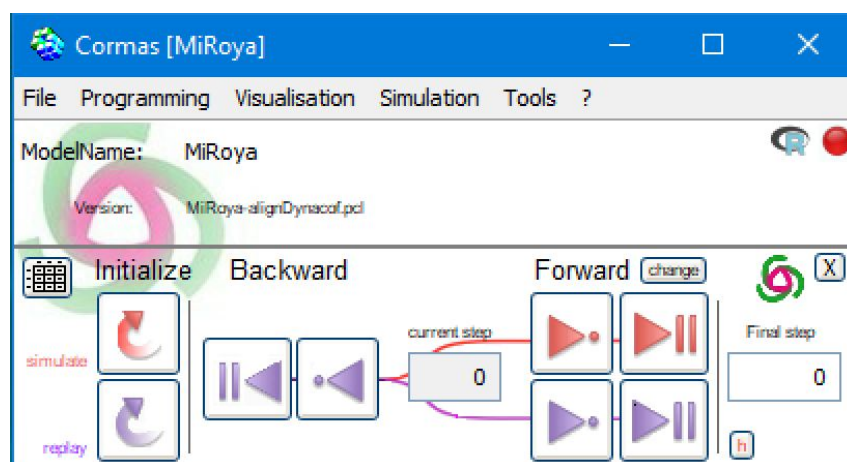 Cormas [MiRoya]
File Programming Visualisation Simulation Tools ?
ModelName: MiRoya
R
Version: MiRoya-alignDynacof.pcl
Initialize Backward Forward change X
current step Final step
simulate
0 0
replay
h